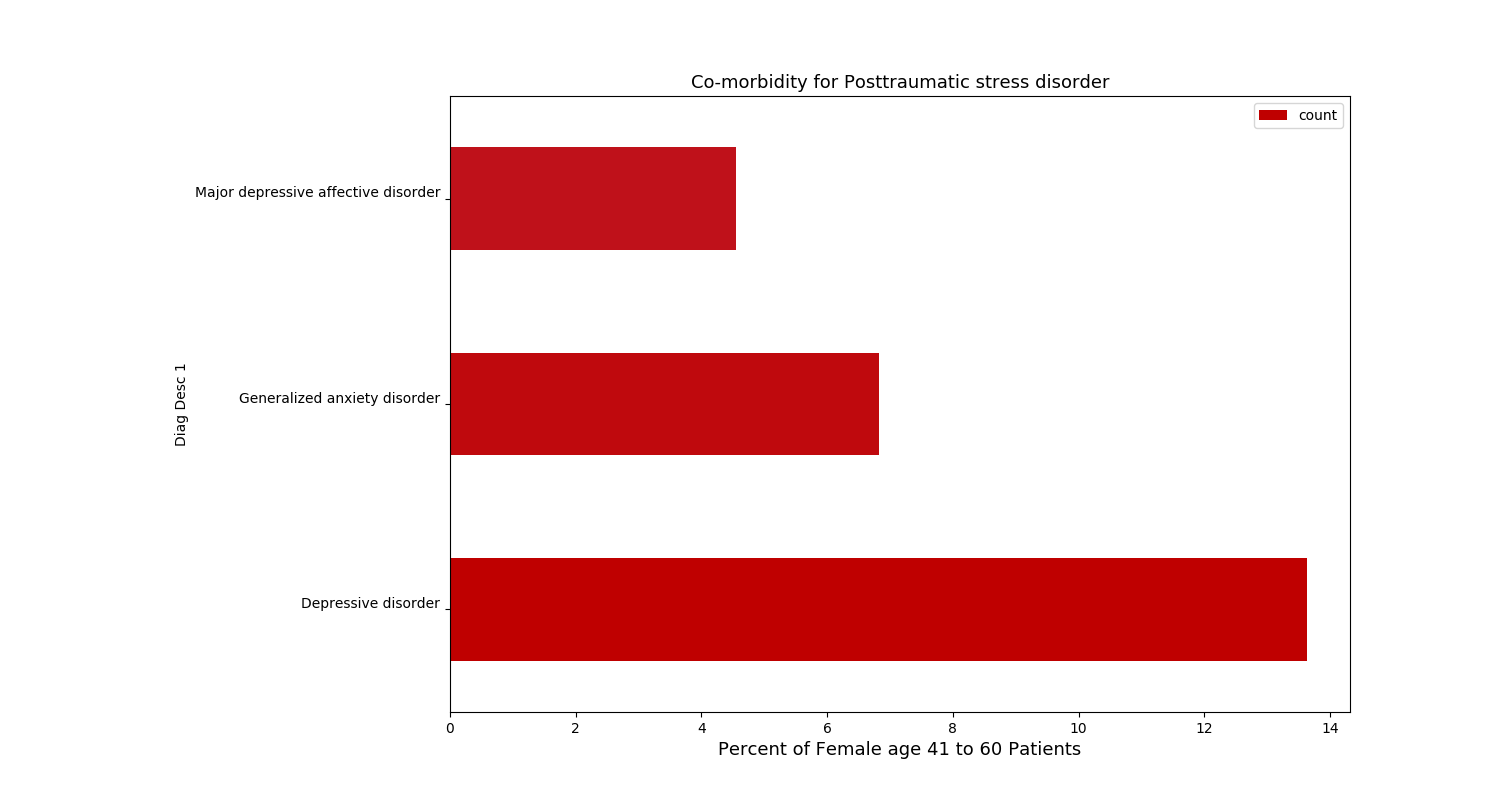 Co-morbidity for Posttraumatic stress disorder
count
Major depressive affective disorder
Generalized anxiety disorder
Depressive disorder
Diag Desc 1
0 2 4 6 8 10 12 14
Percent of Female age 41 to 60 Patients